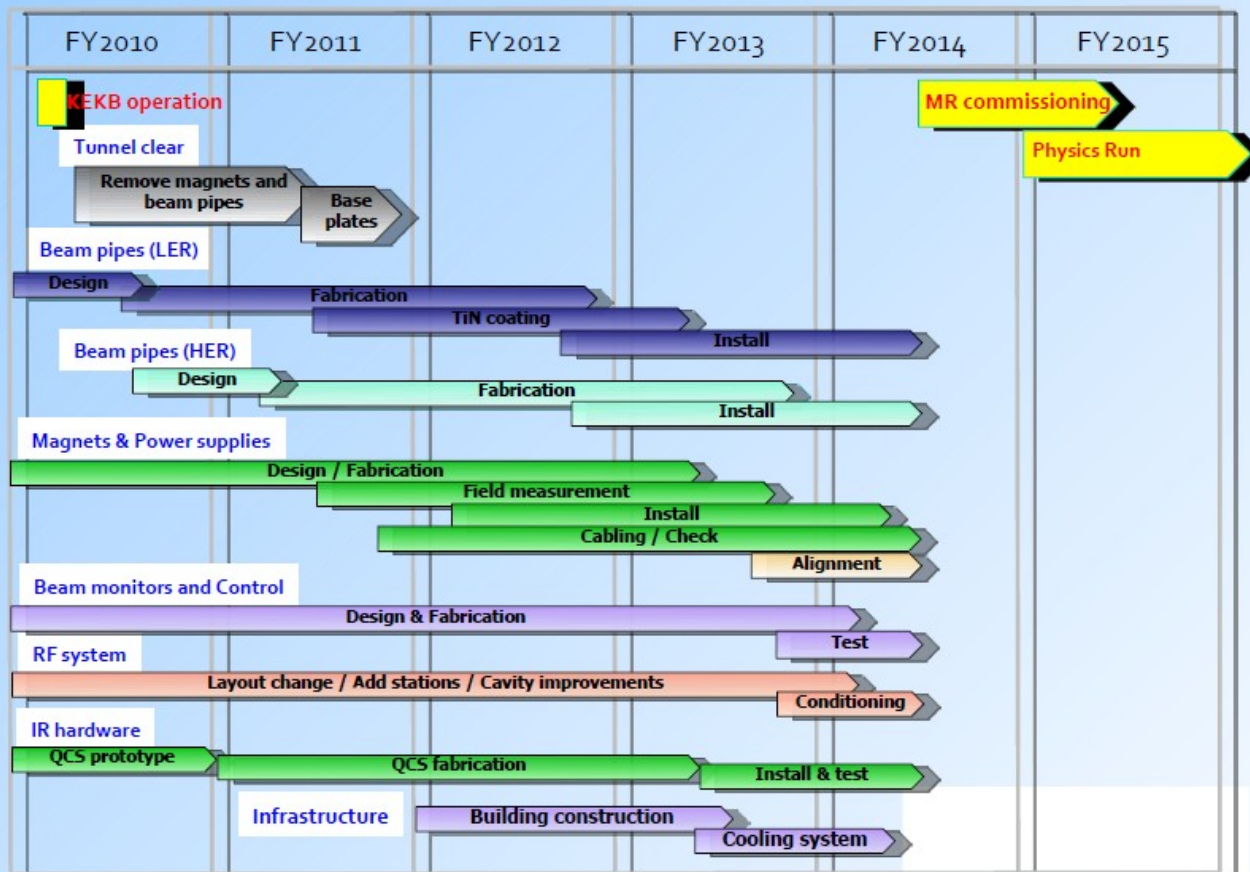 FY2010
FY2011
FY2012
FY2013
FY2014
FY2015
KEKB operation
MR commissioning
Physics Run
Tunnel clear
Remove magnets and
beam pipes
Base
plates
Beam pipes (LER)
Design
Fabrication
TiN coating
Install
Beam pipes (HER)
Design
Fabrication
Install
Magnets & Power supplies
Design / Fabrication
Field measurement
Install
Cabling / Check
Alignment
Beam monitors and Control
Design & Fabrication
Test
RF system
Layout change / Add stations / Cavity improvements
Conditioning
IR hardware
QCS prototype
QCS fabrication
Install & test
Infrastructure
Building construction
Cooling system